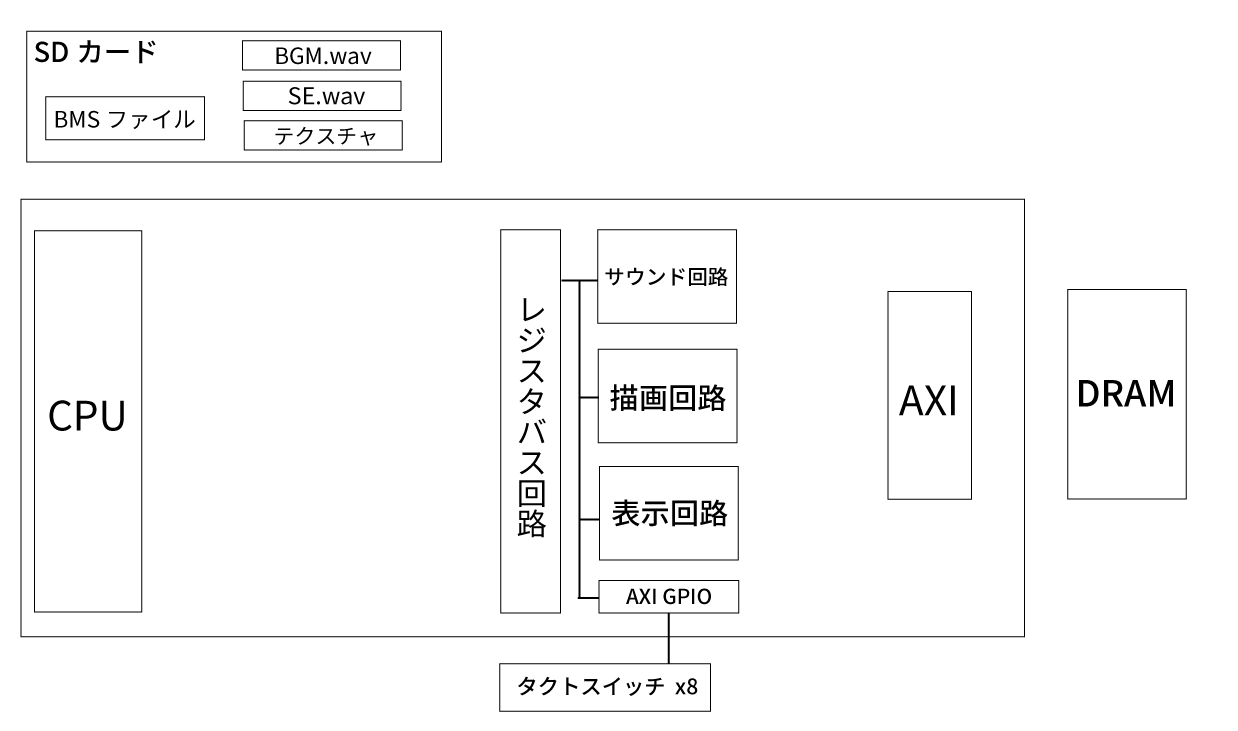 SD カード
BGM.wav
SE.wav
BMS ファイル
テクスチャ
CPU
レジスタバス回路
サウンド回路
描画回路
表示回路
AXI GPIO
AXI
DRAM
タクトスイッチ x8